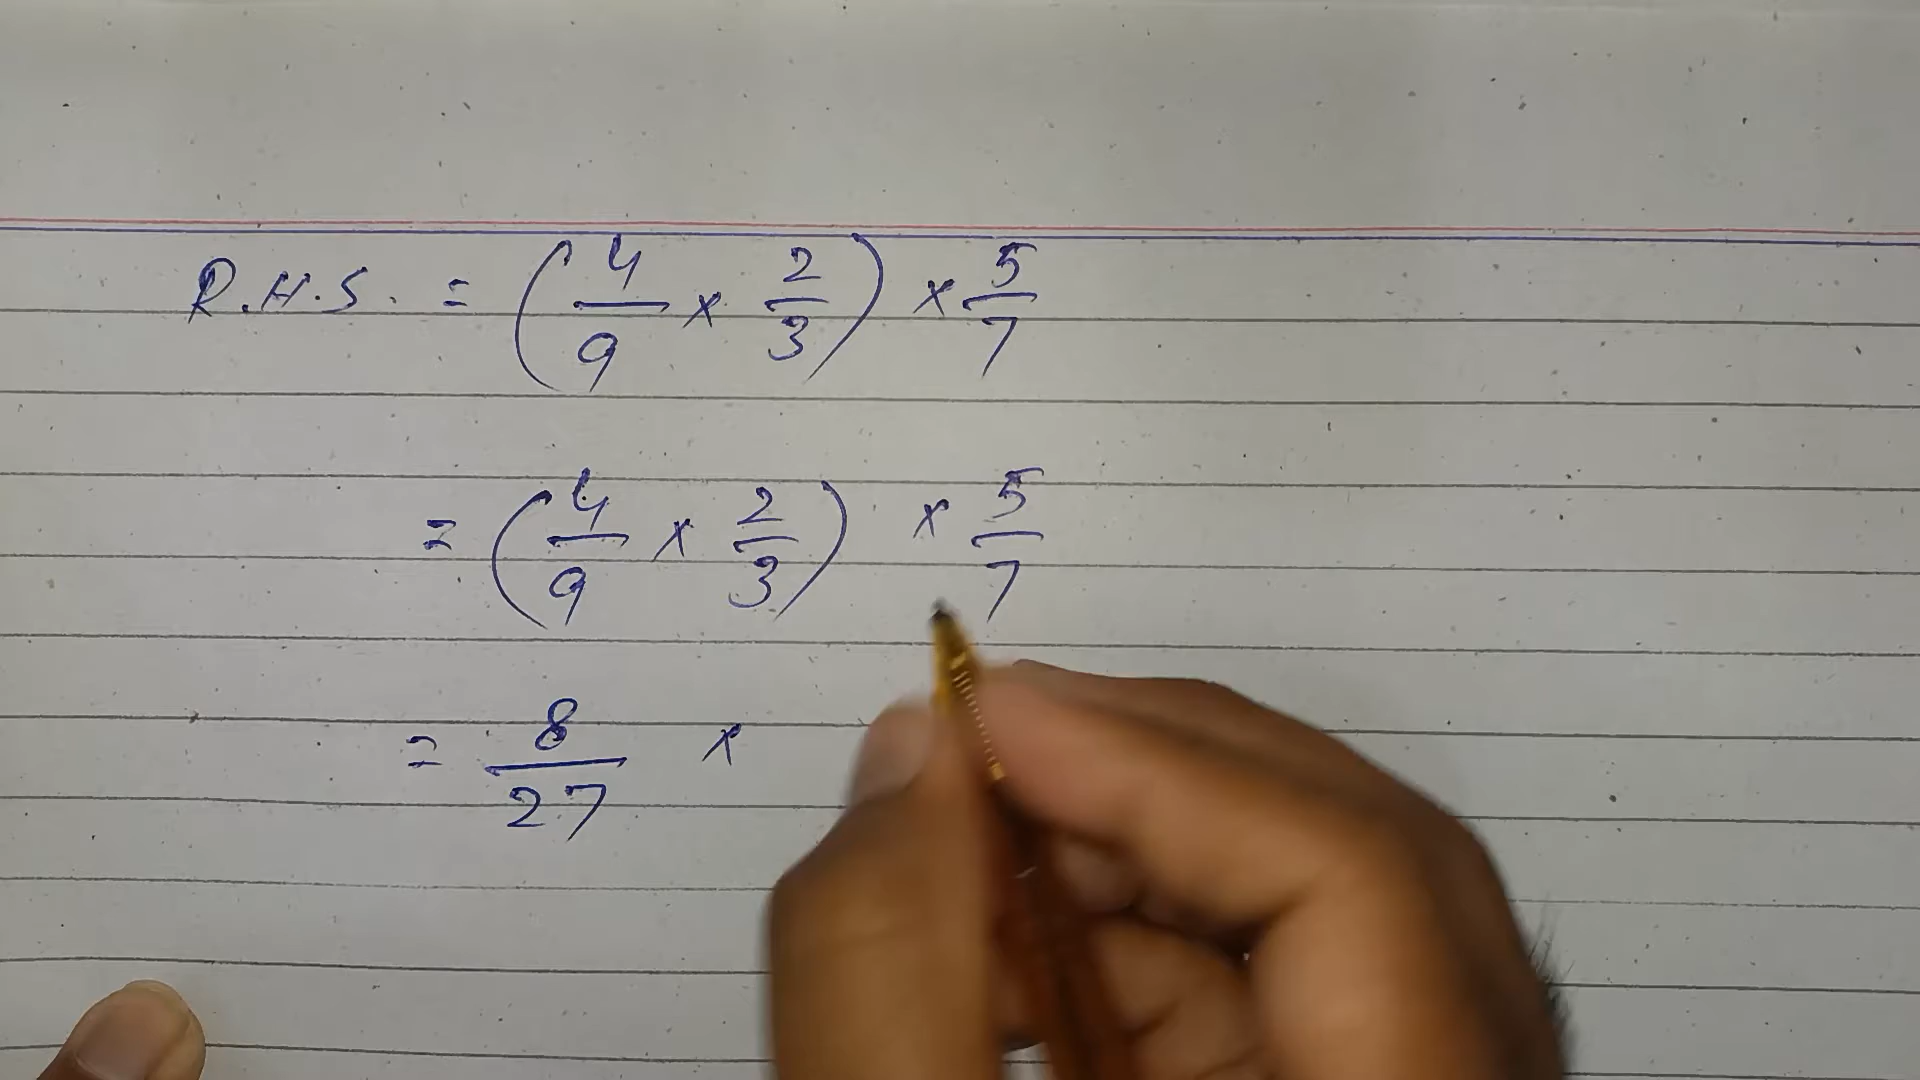 R.H.S. = (4/9 × 2/3) × 5/7
= (4/9 × 2/3) × 5/7
= 8/27 ×